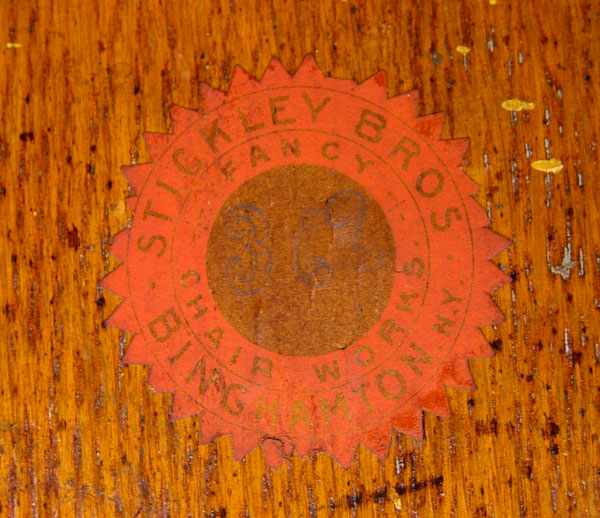 · STICKLEY BROS ·
FANCY
CHAIR WORKS.
BINGHAMTON N.Y.